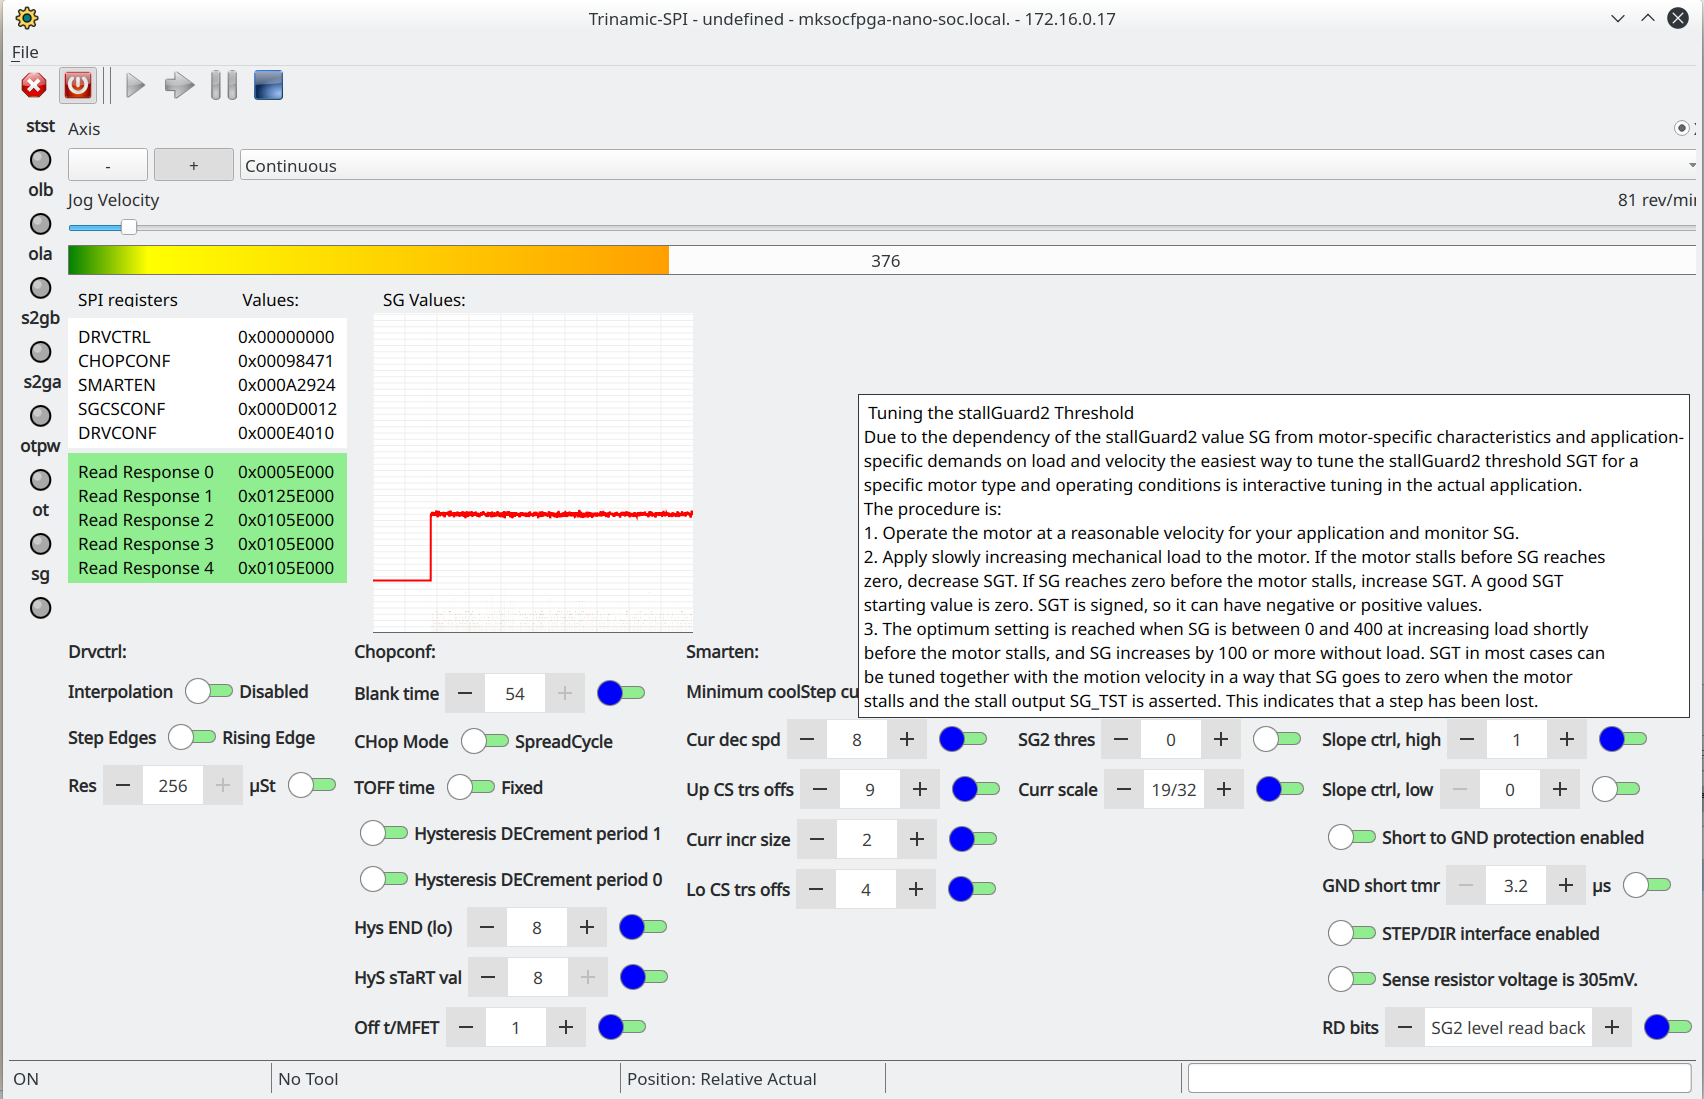 Trinamic-SPI - undefined - mksocfpga-nano-soc.local. - 172.16.0.17
File
stst
Axis
- + Continuous
olb
Jog Velocity 81 rev/min
ola
376
SPI registers Values: SG Values:
s2gb
DRVCTRL 0x00000000
CHOPCONF 0x00098471
s2ga
SMARTEN 0x000A2924
SGCSCONF 0x000D0012
DRVCONF 0x000E4010
otpw
Read Response 0 0x0005E000
Read Response 1 0x0125E000
ot
Read Response 2 0x0105E000
Read Response 3 0x0105E000
sg
Read Response 4 0x0105E000
Tuning the stallGuard2 Threshold
Due to the dependency of the stallGuard2 value SG from motor-specific characteristics and application-
specific demands on load and velocity the easiest way to tune the stallGuard2 threshold SGT for a
specific motor type and operating conditions is interactive tuning in the actual application.
The procedure is:
1. Operate the motor at a reasonable velocity for your application and monitor SG.
2. Apply slowly increasing mechanical load to the motor. If the motor stalls before SG reaches
zero, decrease SGT. If SG reaches zero before the motor stalls, increase SGT. A good SGT
starting value is zero. SGT is signed, so it can have negative or positive values.
3. The optimum setting is reached when SG is between 0 and 400 at increasing load shortly
before the motor stalls, and SG increases by 100 or more without load. SGT in most cases can
be tuned together with the motion velocity in a way that SG goes to zero when the motor
stalls and the stall output SG_TST is asserted. This indicates that a step has been lost.
Drvctrl:
Interpolation Disabled
Step Edges Rising Edge
Res − 256 + µSt
Chopconf:
Blank time − 54 +
CHop Mode SpreadCycle
TOFF time Fixed
Hysteresis DECrement period 1
Hysteresis DECrement period 0
Hys END (lo) − 8 +
HyS sTaRT val − 8 +
Off t/MFET − 1 +
Smarten:
Minimum coolStep cu
Cur dec spd − 8 +
Up CS trs offs − 9 +
Curr incr size − 2 +
Lo CS trs offs − 4 +
SG2 thres − 0 +
Curr scale − 19/32 +
Slope ctrl, high − 1 +
Slope ctrl, low − 0 +
Short to GND protection enabled
GND short tmr − 3.2 + µs
STEP/DIR interface enabled
Sense resistor voltage is 305mV.
RD bits − SG2 level read back +
ON No Tool Position: Relative Actual